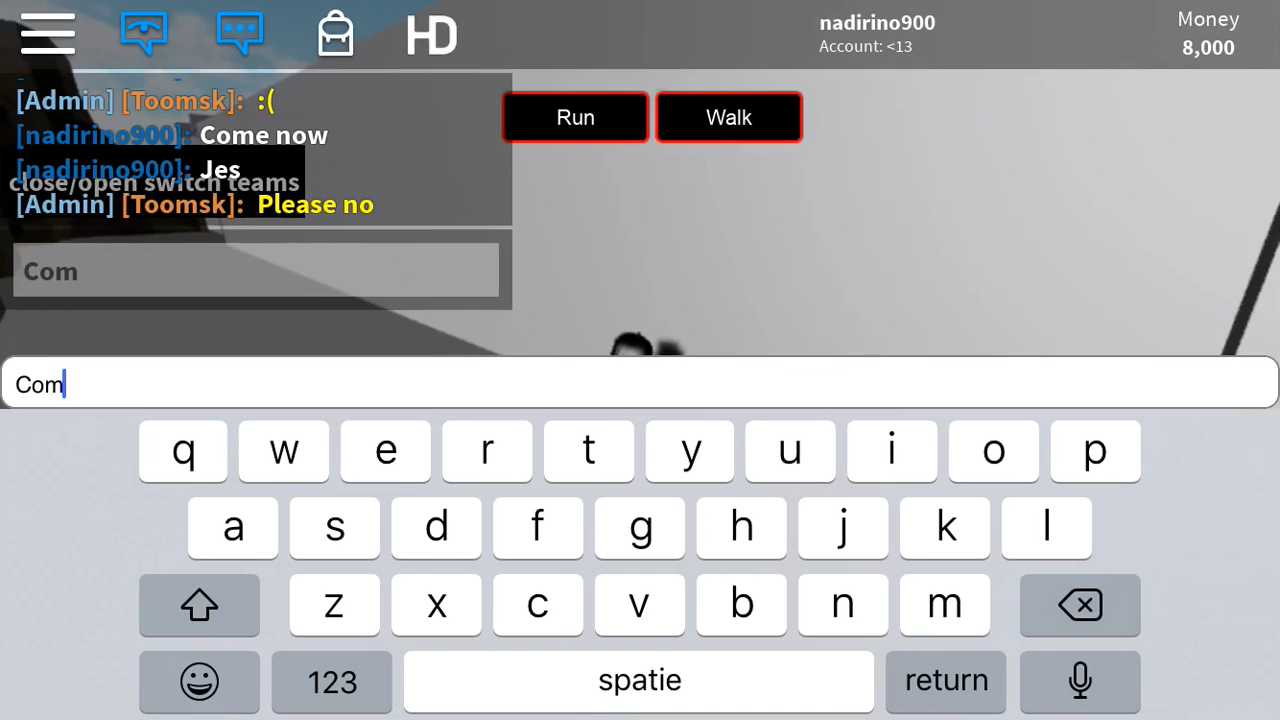 HD
nadirino900
Account: <13
Money
8,000
[Admin] [Toomsk]: :(
[nadirino900]: Come now
[nadirino900]: Jes
close/open switch teams
[Admin] [Toomsk]: Please no
Run Walk
Com
Com
q w e r t y u i o p
a s d f g h j k l
z x c v b n m
123 spatie return